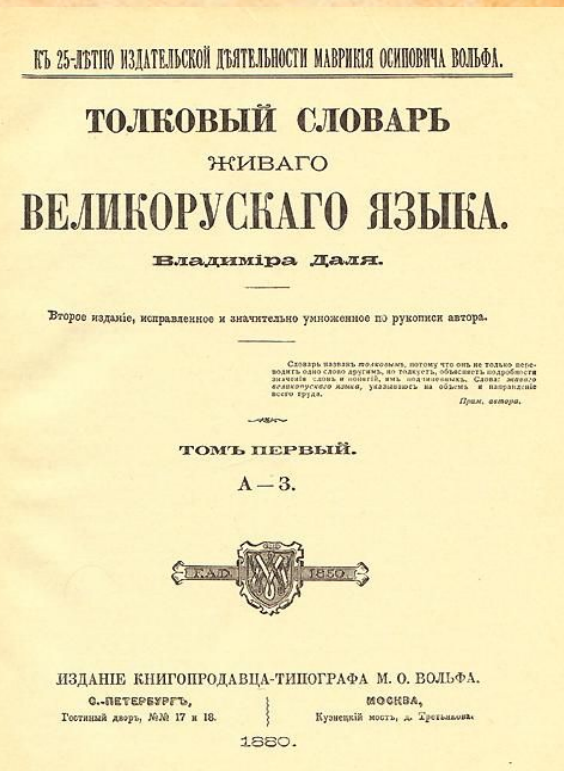 КЪ 25-ЛѢТІЮ ИЗДАТЕЛЬСКОЙ ДѢЯТЕЛЬНОСТИ МАВРИКІЯ ОСИПОВИЧА ВОЛЬФА.
ТОЛКОВЫЙ СЛОВАРЬ
ЖИВАГО
ВЕЛИКОРУСКАГО ЯЗЫКА.
Владиміра Даля.
Второе изданіе, исправленное и значительно умноженное по рукописи автора.
Словарь названъ толковымъ, потому что онъ не только пере-
водитъ одно слово другимъ, но толкуетъ, объясняетъ подробности
значенія словъ и понятій, имъ подчиненныхъ. Слова: живаго
великорускаго языка, указываютъ на объемъ и направленіе
всего труда.
Прим. автора.
ТОМЪ ПЕРВЫЙ.
А — З.
F.A.D. 1850.
ИЗДАНІЕ КНИГОПРОДАВЦА-ТИПОГРАФА М. О. ВОЛЬФА.
С.-ПЕТЕРБУРГЪ, МОСКВА,
Гостиный дворъ, №№ 17 и 18. Кузнецкій мостъ, д. Третьякова.
1880.